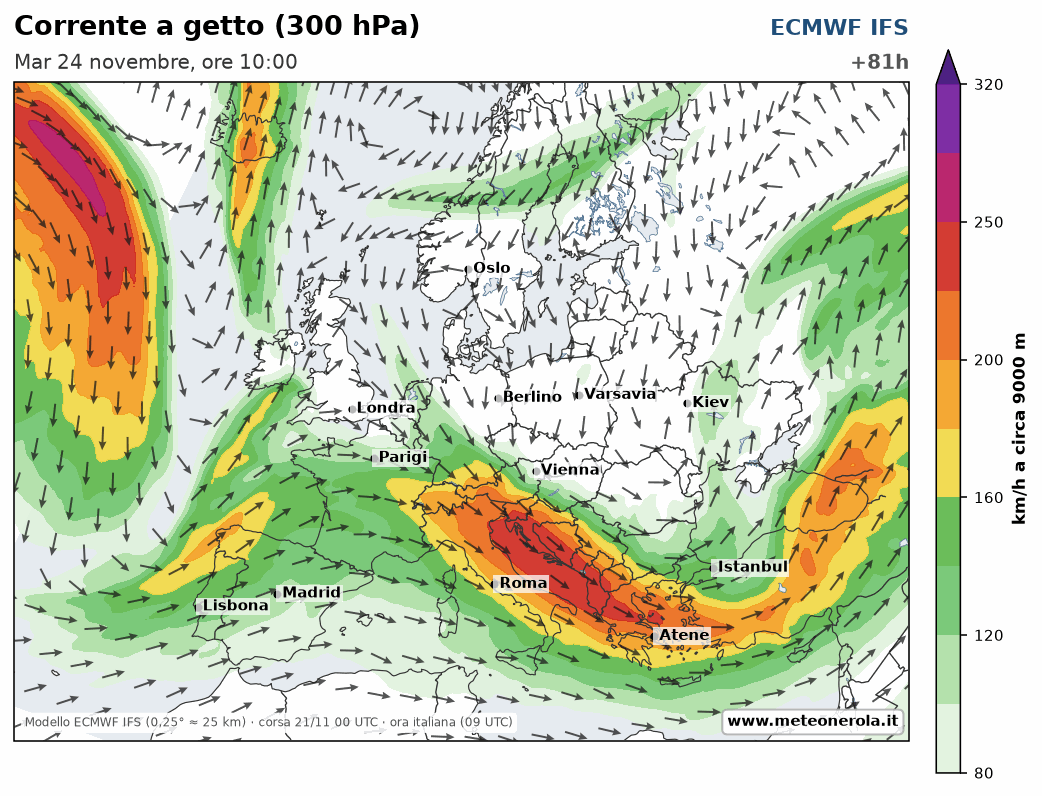 Corrente a getto (300 hPa)
ECMWF IFS
Mar 24 novembre, ore 10:00
+81h
320
250
200
160
120
80
km/h a circa 9000 m
Oslo
Berlino
Varsavia
Kiev
Londra
Parigi
Vienna
Istanbul
Roma
Madrid
Lisbona
Atene
Modello ECMWF IFS (0,25° ≈ 25 km) · corsa 21/11 00 UTC · ora italiana (09 UTC)
www.meteonerola.it